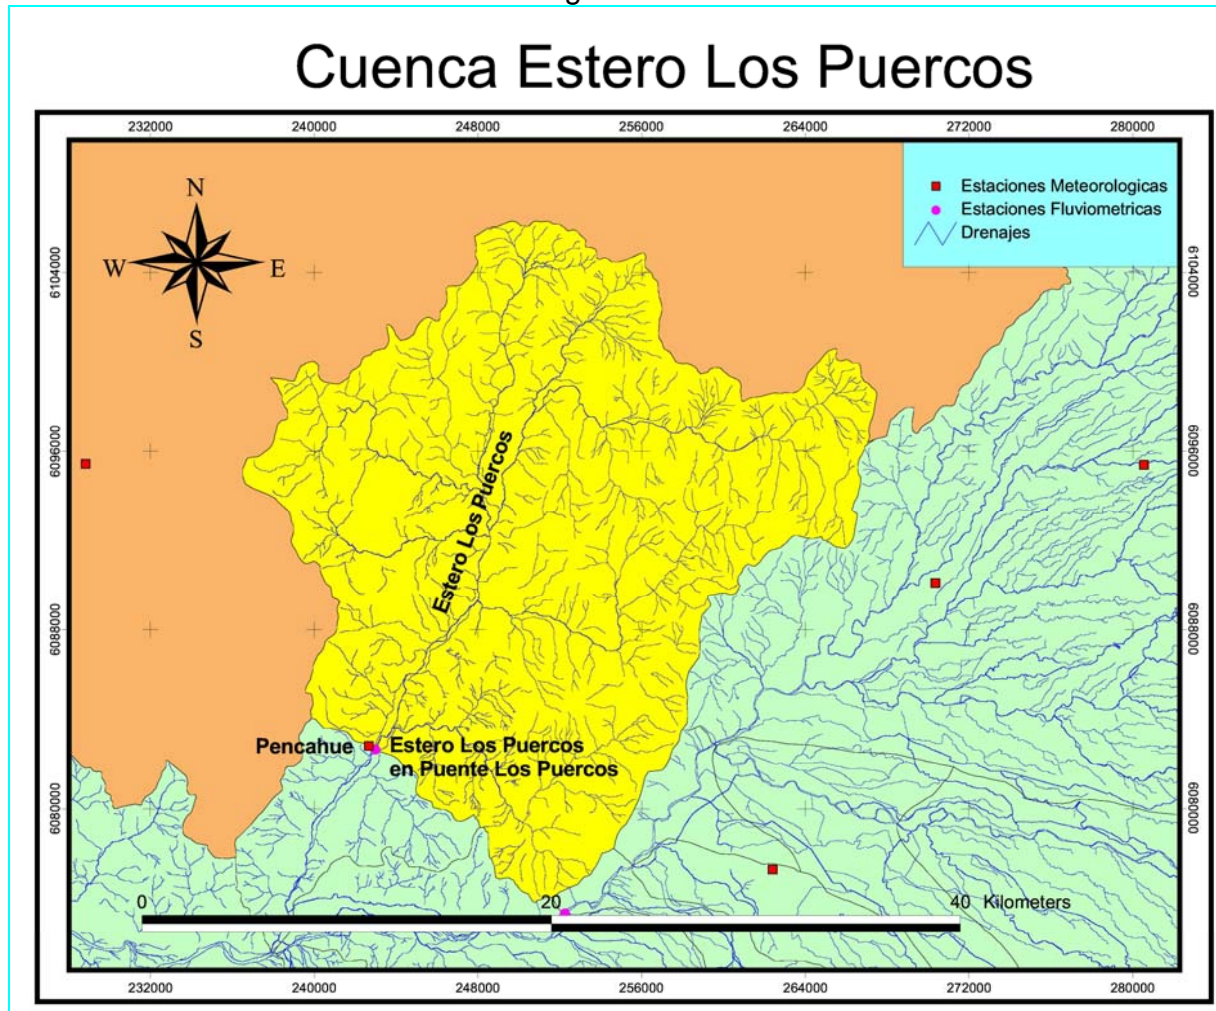 Cuenca Estero Los Puercos
232000 240000 248000 256000 264000 272000 280000
Estaciones Meteorologicas
Estaciones Fluviometricas
Drenajes
N
W E
S
6104000 6104000
6096000 6096000
Estero Los Puercos
6088000 6088000
Pencahue
Estero Los Puercos
en Puente Los Puercos
6080000 6080000
0 20 40 Kilometers
232000 240000 248000 256000 264000 272000 280000